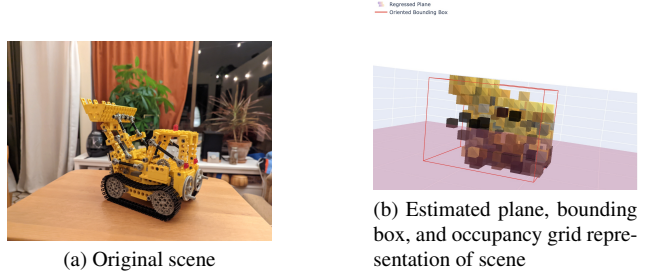 Regressed Plane
Oriented Bounding Box
(a) Original scene
(b) Estimated plane, bounding
box, and occupancy grid repre-
sentation of scene